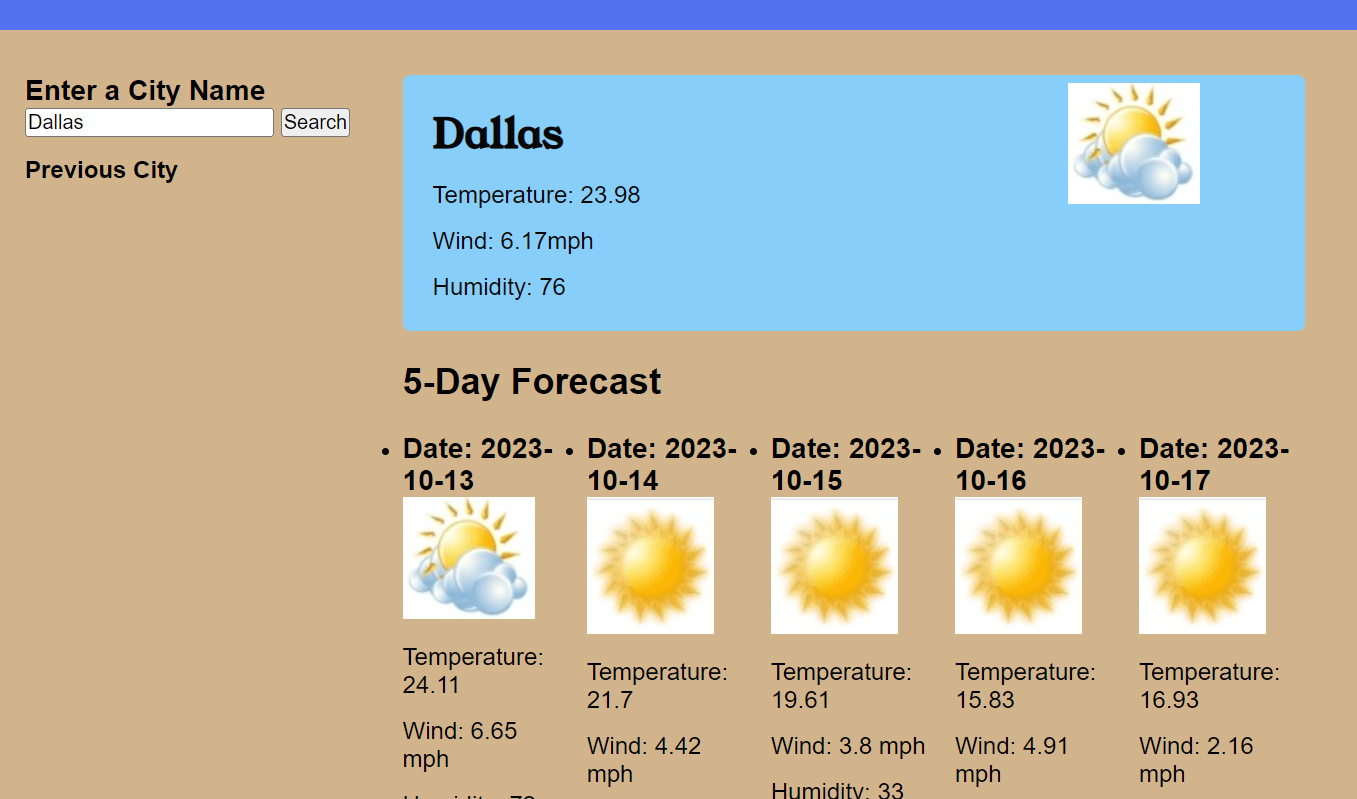 Enter a City Name
Dallas
Search
Previous City
Dallas
Temperature: 23.98
Wind: 6.17mph
Humidity: 76
5-Day Forecast
Date: 2023-
10-13
Temperature:
24.11
Wind: 6.65
mph
Date: 2023-
10-14
Temperature:
21.7
Wind: 4.42
mph
Date: 2023-
10-15
Temperature:
19.61
Wind: 3.8 mph
Humidity: 33
Date: 2023-
10-16
Temperature:
15.83
Wind: 4.91
mph
Date: 2023-
10-17
Temperature:
16.93
Wind: 2.16
mph